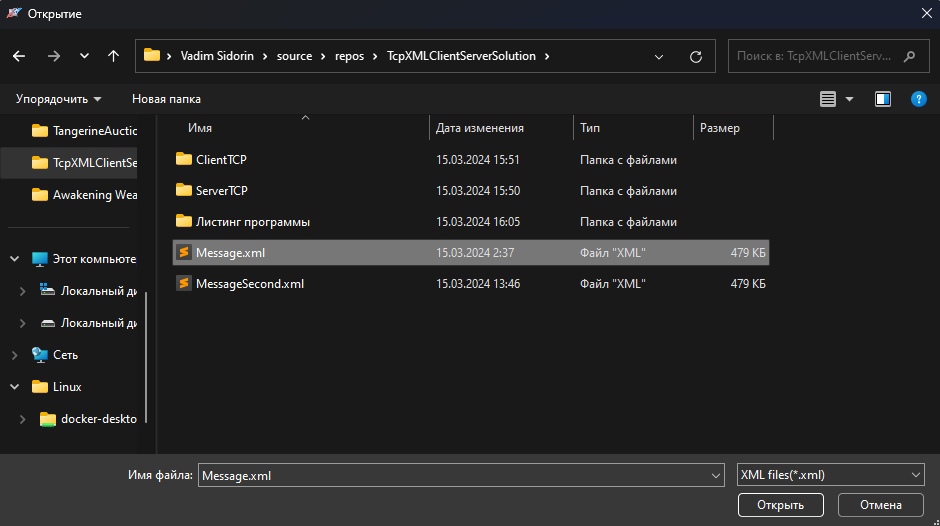 Открытие
Vadim Sidorin › source › repos › TcpXMLClientServerSolution ›
Поиск в: TcpXMLClientServ...
Упорядочить
Новая папка
Имя Дата изменения Тип Размер
TangerineAuctio
TcpXMLClientSe
Awakening Wea
Этот компьюте
Локальный ди
Локальный ди
Сеть
Linux
docker-deskto
ClientTCP 15.03.2024 15:51 Папка с файлами
ServerTCP 15.03.2024 15:50 Папка с файлами
Листинг программы 15.03.2024 16:05 Папка с файлами
Message.xml 15.03.2024 2:37 Файл "XML" 479 КБ
MessageSecond.xml 15.03.2024 13:46 Файл "XML" 479 КБ
Имя файла: Message.xml
XML files(*.xml)
Открыть
Отмена